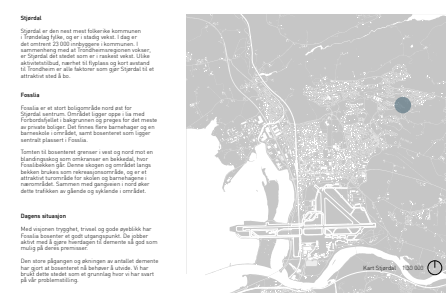 Stjørdal
Stjørdal er den nest mest folkerike kommunen
i Trøndelag fylke, og er i stadig vekst. I dag er
det omtrent 23 000 innbyggere i kommunen. I
sammenheng med at Trondheimsregionen vokser,
er Stjørdal det stedet som er i raskest vekst. Ulike
aktivitetstilbud, nærhet til flyplass og kort avstand
til Trondheim er alle faktorer som gjør Stjørdal til et
attraktivt sted å bo.
Fosslia
Fosslia er et stort boligområde nord øst for
Stjørdal sentrum. Området ligger oppe i lia med
Forbordsfjellet i bakgrunnen og preges for det meste
av private boliger. Det finnes flere barnehager og en
barneskole i området, samt bosenteret som ligger
sentralt plassert i Fosslia.
Tomten til bosenteret grenser i vest og nord mot en
blandingsskog som omkranser en bekkedal, hvor
Fosslibekken går. Denne skogen og området langs
bekken brukes som rekreasjonsområde, og er et
attraktivt turområde for skolen og barnehagene i
nærområdet. Sammen med gangveien i nord øker
dette trafikken av gående og syklende i området.
Dagens situasjon
Med visjonen trygghet, trivsel og gode øyeblikk har
Fosslia bosenter et godt utgangspunkt. De jobber
aktivt med å gjøre hverdagen til demente så god som
mulig på deres premisser.
Den store pågangen og økningen av antallet demente
har gjort at bosenteret nå behøver å utvide. Vi har
brukt dette stedet som et grunnlag hvor vi har svart
på vår problemstilling.
Kart Stjørdal